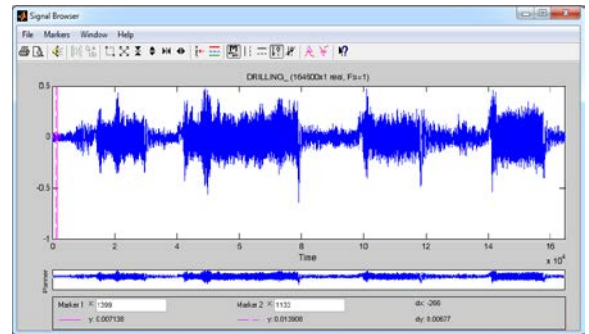 Signal Browser
File Markers Window Help
DRILLING_ (164600x1 real, Fs=1)
0.5
0
-0.5
-1
0 2 4 6 8 10 12 14 16
Time
x 10⁴
Panner
Marker 1 X: 1399 Marker 2 X: 1133 dx: -266
y: 0.007138 y: 0.013908 dy: 0.00677